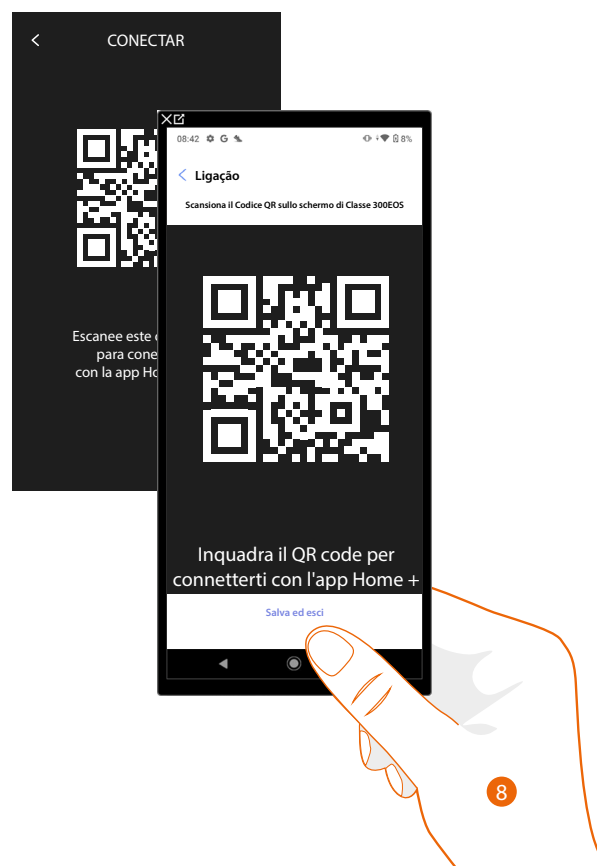 CONECTAR
08:42 G 8%
Ligação
Scansiona il Codice QR sullo schermo di Classe 300EOS
Escanee este
para cone
con la app Ho
Inquadra il QR code per
connetterti con l'app Home +
Salva ed esci
8